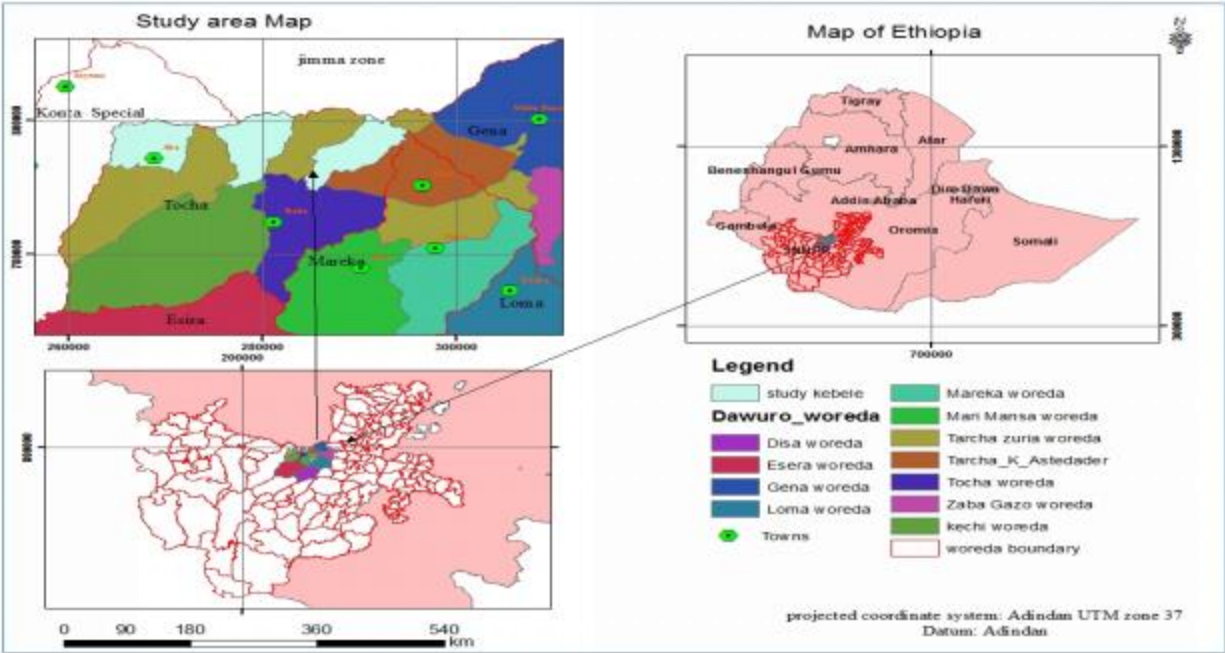 Study area Map
Map of Ethiopia
jimma zone
Konta Special
Gena
Tocha
Mareka
Loma
Esira
260000
280000
300000
Tigray
Afar
Amhara
Beneshangul Gumu
Dire Dawa
Addis Ababa
Hareri
Gambela
Oromia
Somali
SNNPR
700000
1300000
300000
200000
800000
Legend
study kebele
Dawuro_woreda
Disa woreda
Esera woreda
Gena woreda
Loma woreda
Towns
Mareka woreda
Mari Mansa woreda
Tarcha zuria woreda
Tarcha_K_Astedader
Tocha woreda
Zaba Gazo woreda
kechi woreda
woreda boundary
0 90 180 360 540
km
projected coordinate system: Adindan UTM zone 37
Datum: Adindan